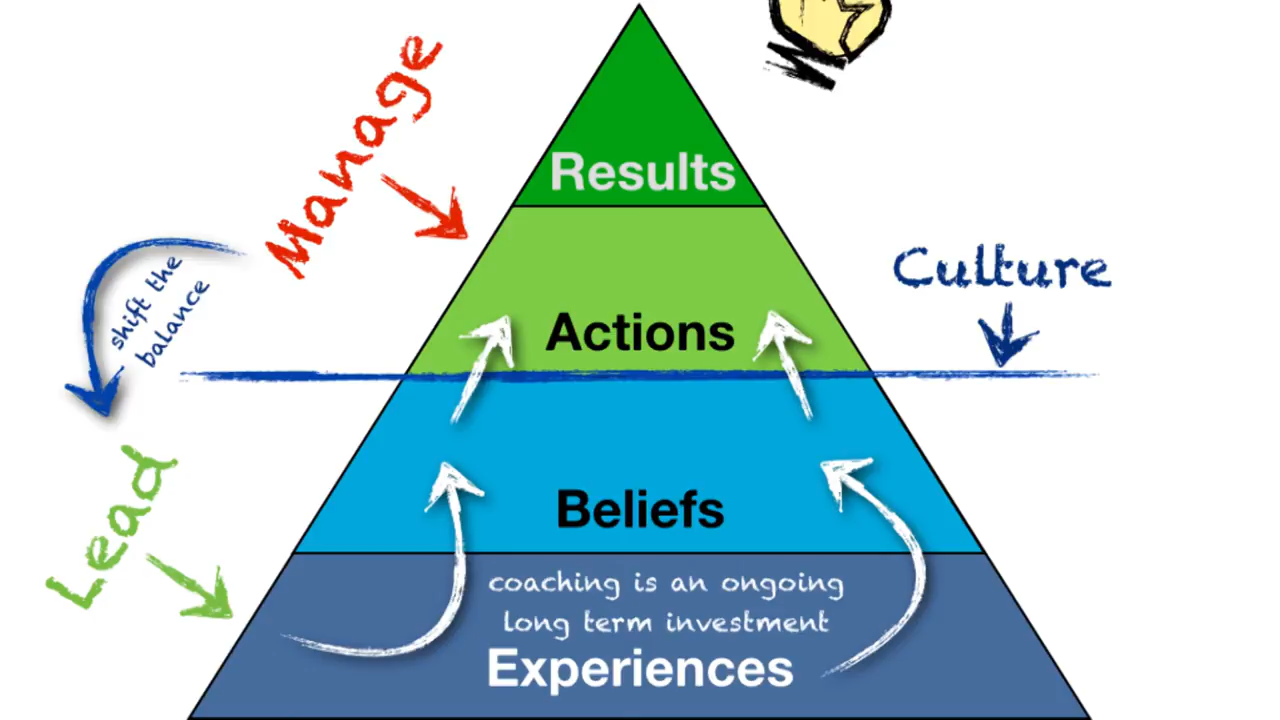 Manage
Results
shift the
balance
Culture
Actions
Lead
Beliefs
coaching is an ongoing
long term investment
Experiences